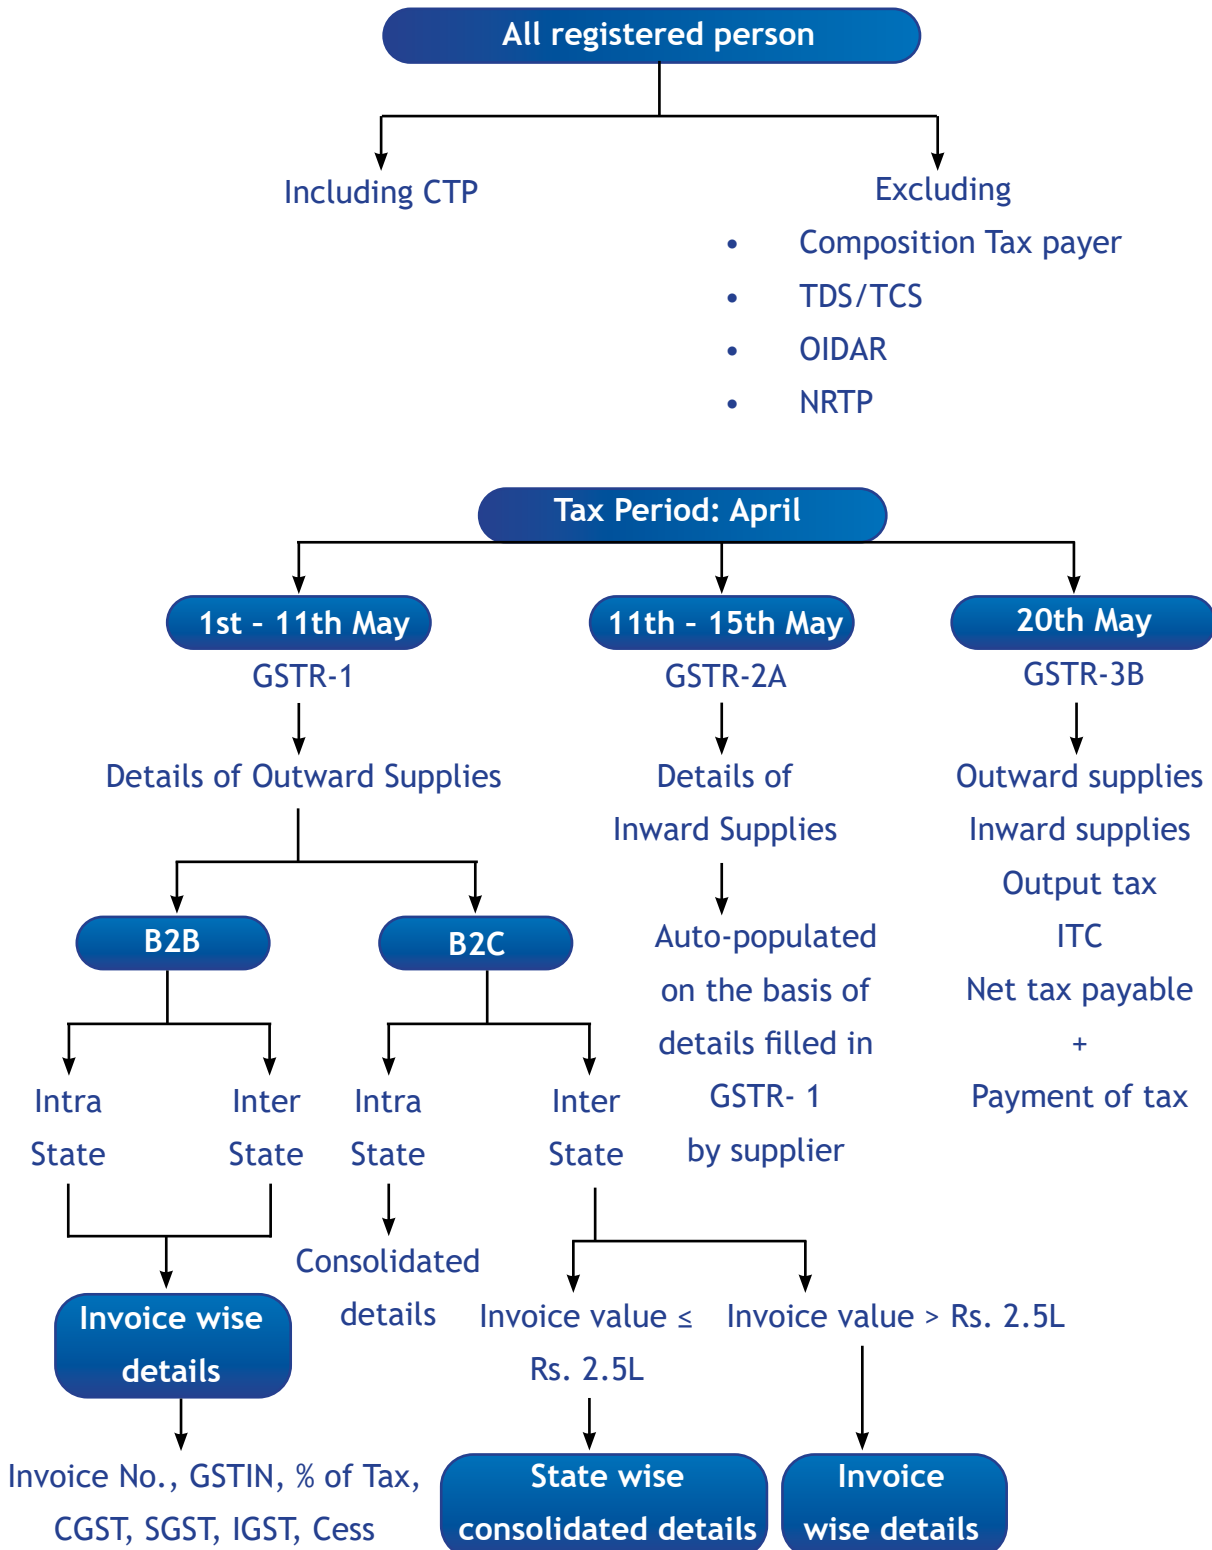 All registered person
Including CTP
Excluding
• Composition Tax payer
• TDS/TCS
• OIDAR
• NRTP
Tax Period: April
1st – 11th May
GSTR-1
Details of Outward Supplies
B2B
Intra
State
Inter
State
Invoice wise
details
Invoice No., GSTIN, % of Tax,
CGST, SGST, IGST, Cess
B2C
Intra
State
Consolidated
details
Inter
State
Invoice value ≤
Rs. 2.5L
State wise
consolidated details
Invoice value > Rs. 2.5L
Invoice
wise details
11th – 15th May
GSTR-2A
Details of
Inward Supplies
Auto-populated
on the basis of
details filled in
GSTR- 1
by supplier
20th May
GSTR-3B
Outward supplies
Inward supplies
Output tax
ITC
Net tax payable
+
Payment of tax